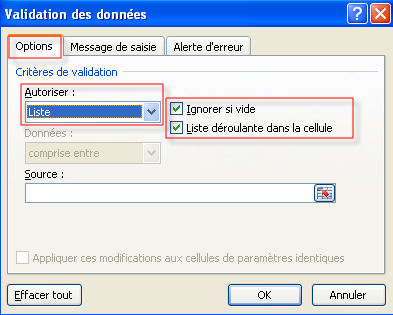 Validation des données
Options
Message de saisie
Alerte d'erreur
Critères de validation
Autoriser :
Liste
Ignorer si vide
Liste déroulante dans la cellule
Données :
comprise entre
Source :
Appliquer ces modifications aux cellules de paramètres identiques
Effacer tout
OK
Annuler